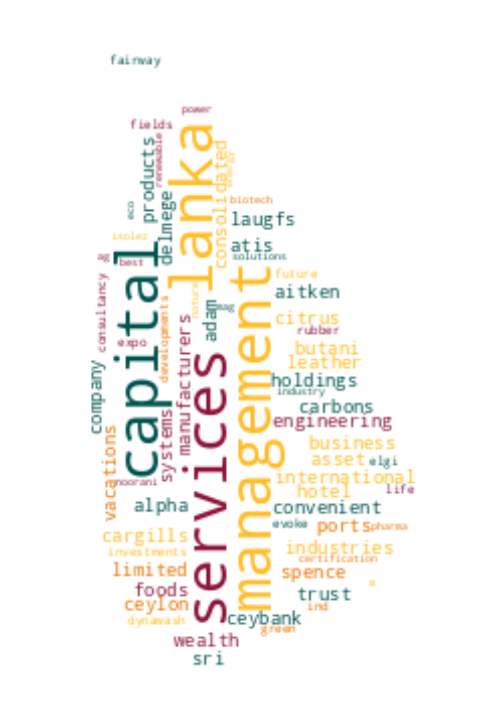 fairway
power
fields
lanka
renewable
products
consolidated
energy
eco
delmege
biotech
laugfs
isolez
atis
solutions
capital
ag
best
future
management
consultancy
nature
aitken
developments
adam
mag
citrus
manufacturers
rubber
expo
butani
leather
services
holdings
industry
company
carbons
systems
engineering
vacations
business
asset
elgi
international
noorani
hotel
life
alpha
convenient
evoke
ports
pharma
cargills
industries
investments
certification
limited
spence
foods
trust
ceylon
ind
dynawash
ceybank
green
wealth
sri